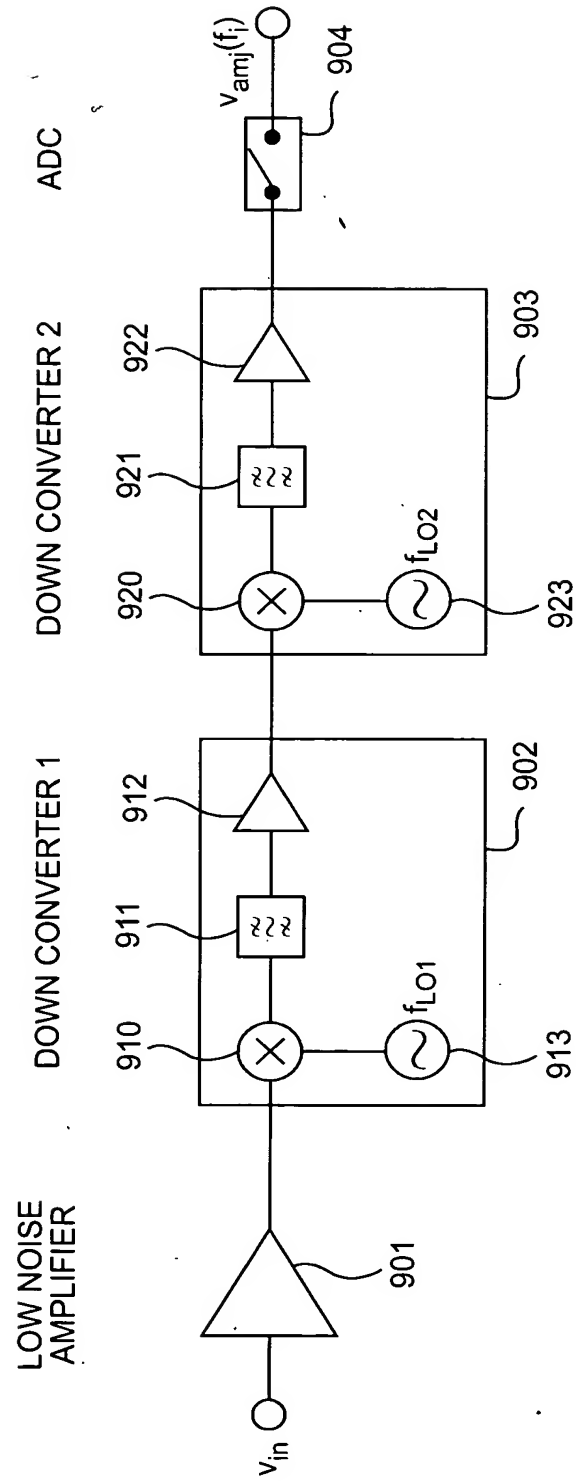 LOW NOISE
AMPLIFIER
DOWN CONVERTER 1
DOWN CONVERTER 2
ADC
v_in
901
910
911
912
f_LO1
913
902
920
921
922
f_LO2
923
903
v_amj(f_i)
904